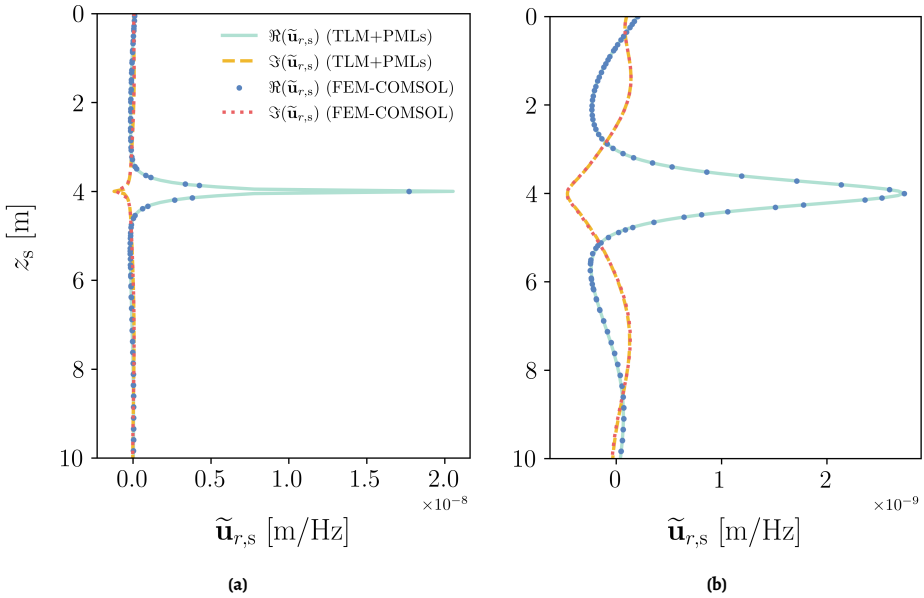 0
2
4
6
8
10
z_s [m]
ℜ(ũ_{r,s}) (TLM+PMLs)
ℑ(ũ_{r,s}) (TLM+PMLs)
ℜ(ũ_{r,s}) (FEM-COMSOL)
ℑ(ũ_{r,s}) (FEM-COMSOL)
0.0 0.5 1.0 1.5 2.0
×10⁻⁸
ũ_{r,s} [m/Hz]
(a)
0
2
4
6
8
10
0 1 2
×10⁻⁹
ũ_{r,s} [m/Hz]
(b)